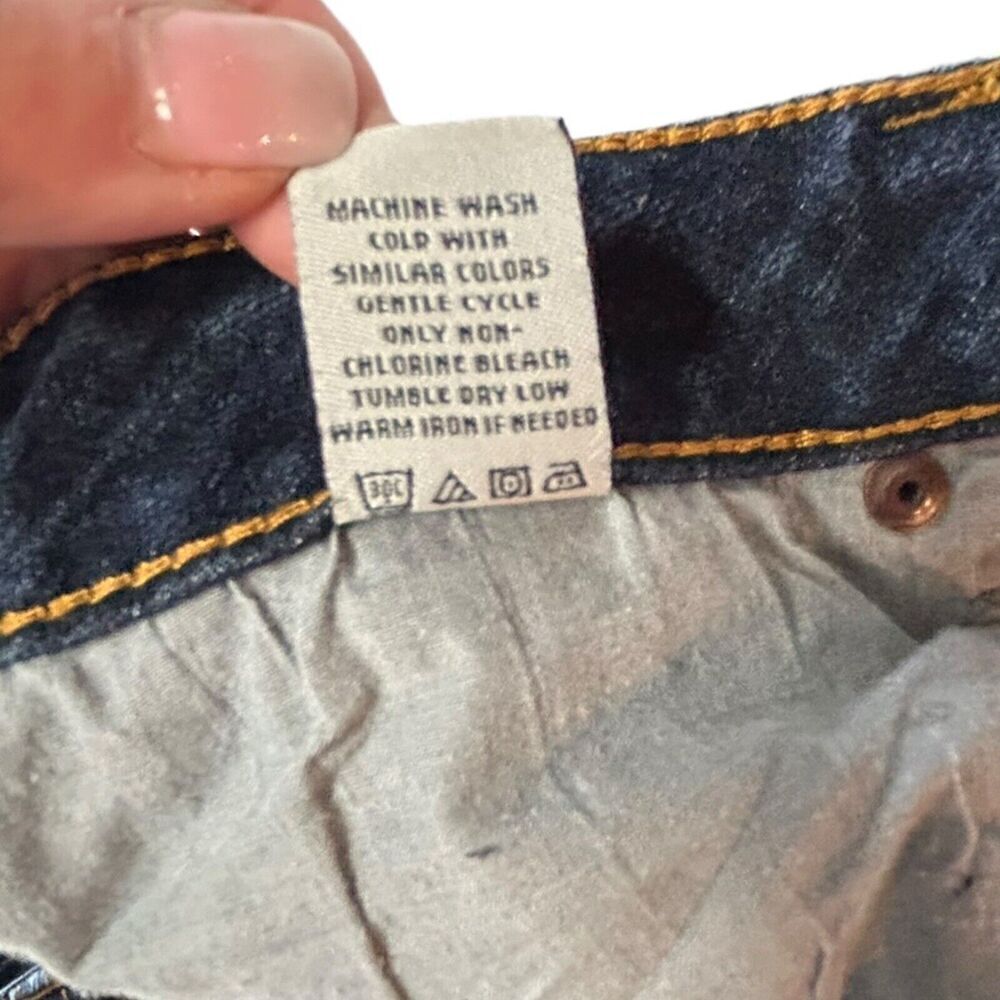 MACHINE WASH
COLD WITH
SIMILAR COLORS
GENTLE CYCLE
ONLY NON-
CHLORINE BLEACH
TUMBLE DRY LOW
WARM IRON IF NEEDED